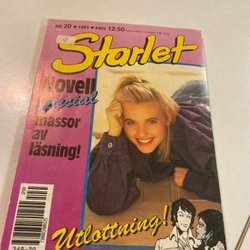 NR 20 • 1991 • PRIS 12:50
Starlet
Novell
special
massor
av
läsning!
Utlottning!